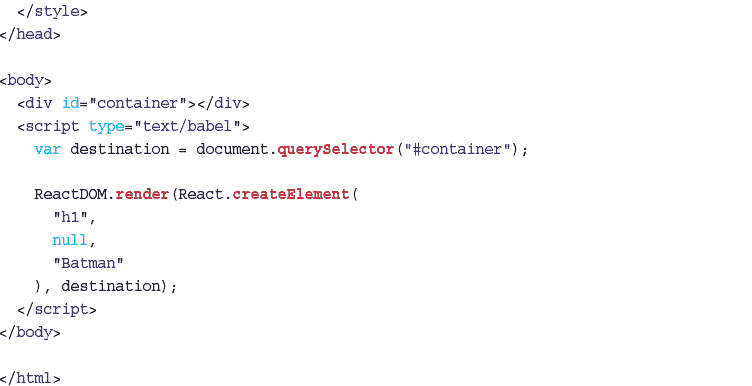 </style>
</head>

<body>
  <div id="container"></div>
  <script type="text/babel">
    var destination = document.querySelector("#container");

    ReactDOM.render(React.createElement(
      "h1",
      null,
      "Batman"
    ), destination);
  </script>
</body>

</html>